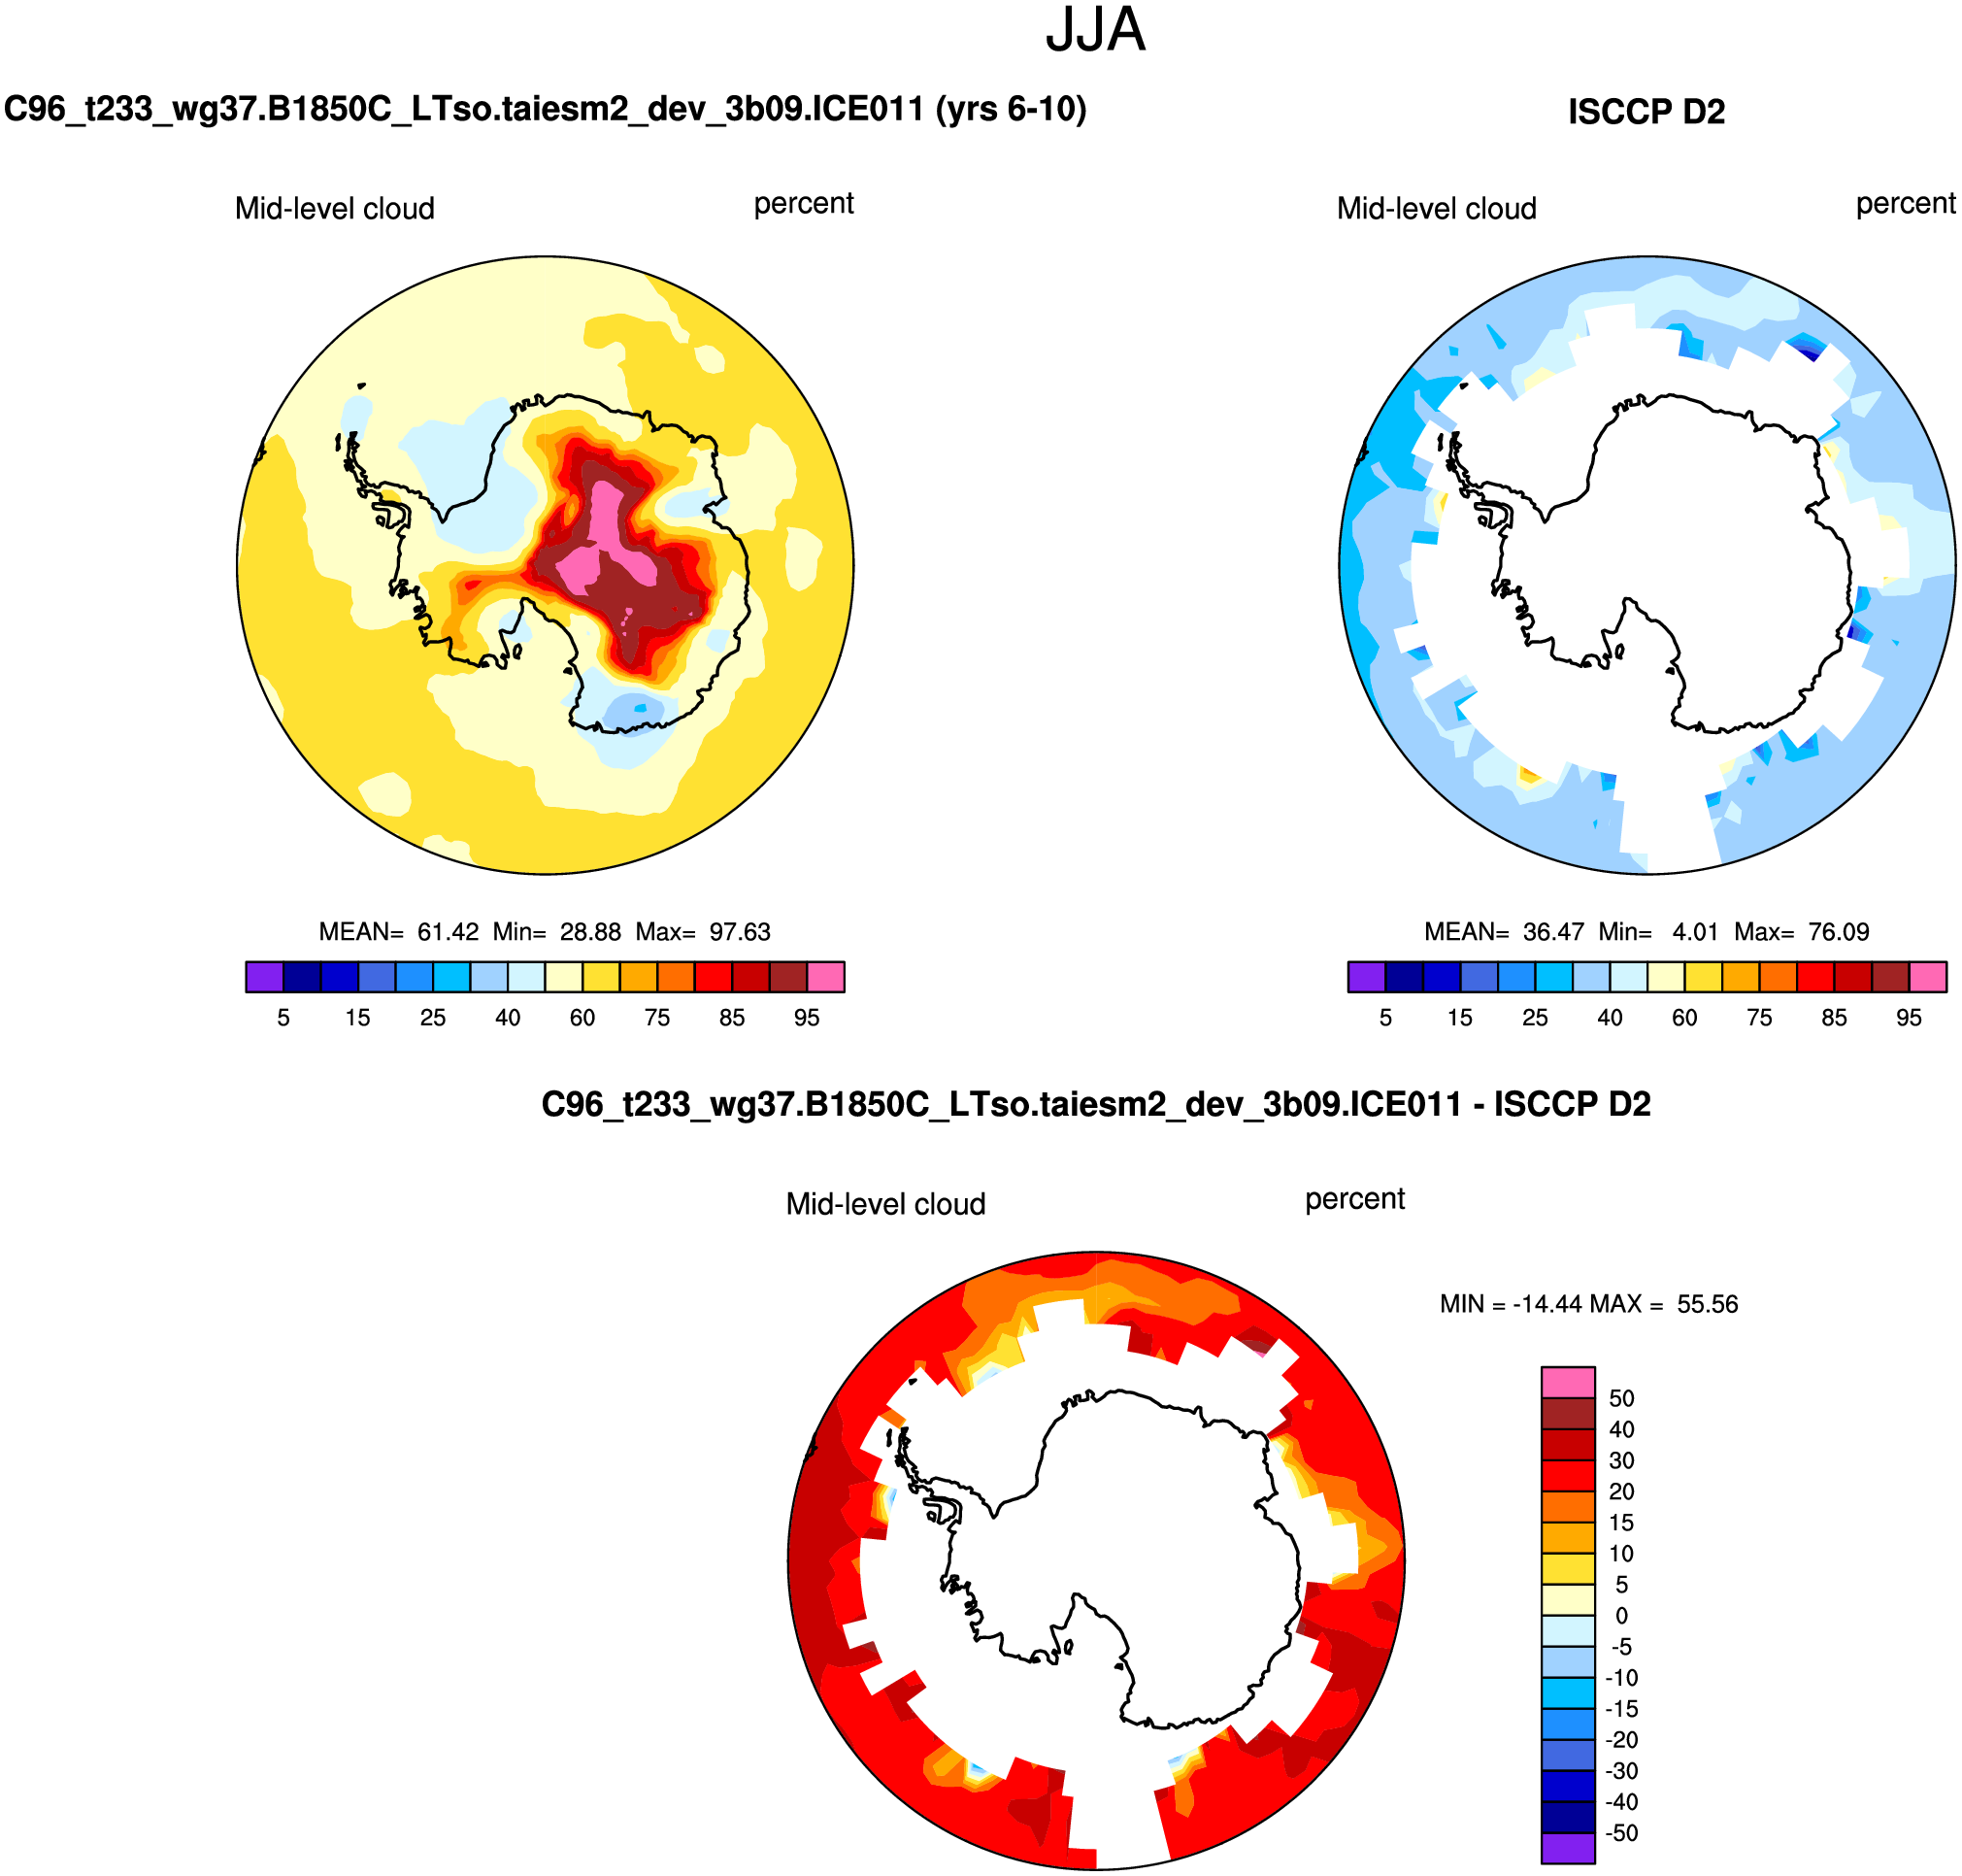 JJA
C96_t233_wg37.B1850C_LTso.taiesm2_dev_3b09.ICE011 (yrs 6-10)
ISCCP D2
Mid-level cloud percent
Mid-level cloud percent
MEAN= 61.42 Min= 28.88 Max= 97.63
MEAN= 36.47 Min= 4.01 Max= 76.09
5 15 25 40 60 75 85 95
5 15 25 40 60 75 85 95
C96_t233_wg37.B1850C_LTso.taiesm2_dev_3b09.ICE011 - ISCCP D2
Mid-level cloud percent
MIN = -14.44 MAX = 55.56
50
40
30
20
15
10
5
0
-5
-10
-15
-20
-30
-40
-50